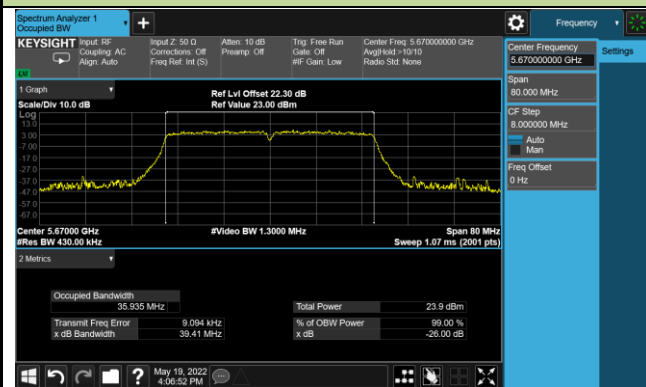 Spectrum Analyzer 1
Occupied BW
+
Frequency
KEYSIGHT
Input: RF
Coupling: AC
Align: Auto
Input Z: 50 Ω
Corrections: Off
Freq Ref: Int (S)
Atten: 10 dB
Preamp: Off
Trig: Free Run
Gate: Off
#IF Gain: Low
Center Freq: 5.670000000 GHz
Avg|Hold:>10/10
Radio Std: None
LXI
Center Frequency
5.670000000 GHz
Settings
Span
80.000 MHz
CF Step
8.000000 MHz
Auto
Man
Freq Offset
0 Hz
1 Graph
Scale/Div 10.0 dB
Ref Lvl Offset 22.30 dB
Ref Value 23.00 dBm
Log
13.0
3.00
-7.00
-17.0
-27.0
-37.0
-47.0
-57.0
-67.0
Center 5.67000 GHz
#Res BW 430.00 kHz
#Video BW 1.3000 MHz
Span 80 MHz
Sweep 1.07 ms (2001 pts)
2 Metrics
Occupied Bandwidth
35.935 MHz
Total Power 23.9 dBm
Transmit Freq Error 9.094 kHz
% of OBW Power 99.00 %
x dB Bandwidth 39.41 MHz
x dB -26.00 dB
?
May 19, 2022
4:06:52 PM